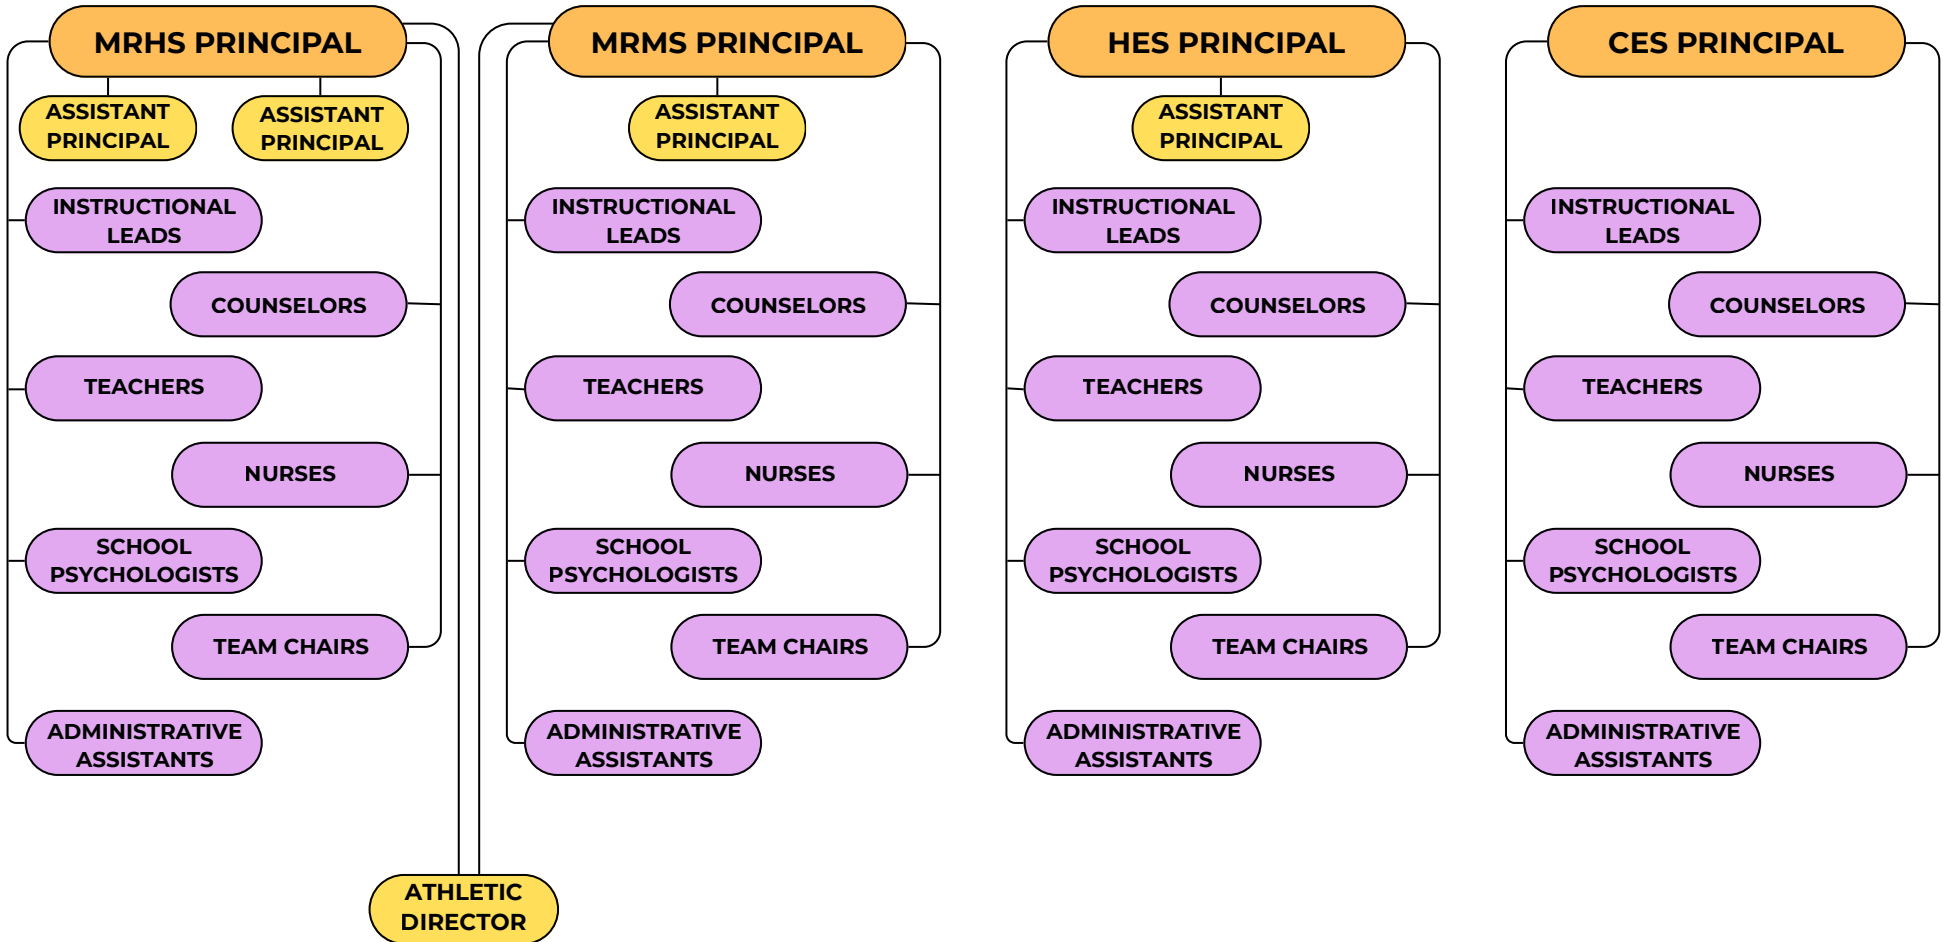 MRHS PRINCIPAL
ASSISTANT
PRINCIPAL
ASSISTANT
PRINCIPAL
INSTRUCTIONAL
LEADS
COUNSELORS
TEACHERS
NURSES
SCHOOL
PSYCHOLOGISTS
TEAM CHAIRS
ADMINISTRATIVE
ASSISTANTS
MRMS PRINCIPAL
ASSISTANT
PRINCIPAL
INSTRUCTIONAL
LEADS
COUNSELORS
TEACHERS
NURSES
SCHOOL
PSYCHOLOGISTS
TEAM CHAIRS
ADMINISTRATIVE
ASSISTANTS
ATHLETIC
DIRECTOR
HES PRINCIPAL
ASSISTANT
PRINCIPAL
INSTRUCTIONAL
LEADS
COUNSELORS
TEACHERS
NURSES
SCHOOL
PSYCHOLOGISTS
TEAM CHAIRS
ADMINISTRATIVE
ASSISTANTS
CES PRINCIPAL
INSTRUCTIONAL
LEADS
COUNSELORS
TEACHERS
NURSES
SCHOOL
PSYCHOLOGISTS
TEAM CHAIRS
ADMINISTRATIVE
ASSISTANTS